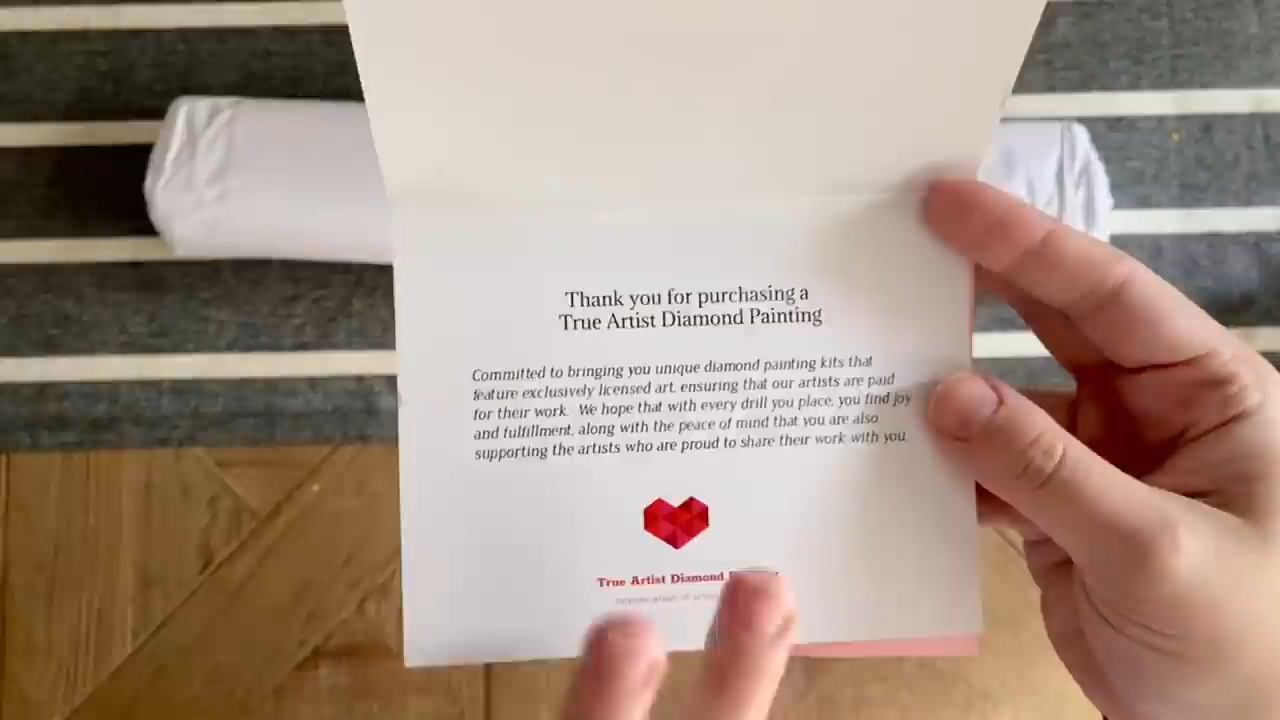 Thank you for purchasing a
True Artist Diamond Painting
Committed to bringing you unique diamond painting kits that
feature exclusively licensed art, ensuring that our artists are paid
for their work. We hope that with every drill you place, you find joy
and fulfillment, along with the peace of mind that you are also
supporting the artists who are proud to share their work with you.
True Artist Diamond